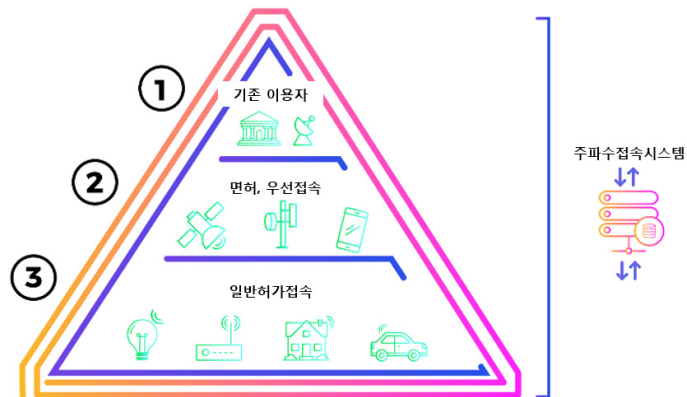 1
기존 이용자
주파수접속시스템
2
면허, 우선접속
3
일반허가접속